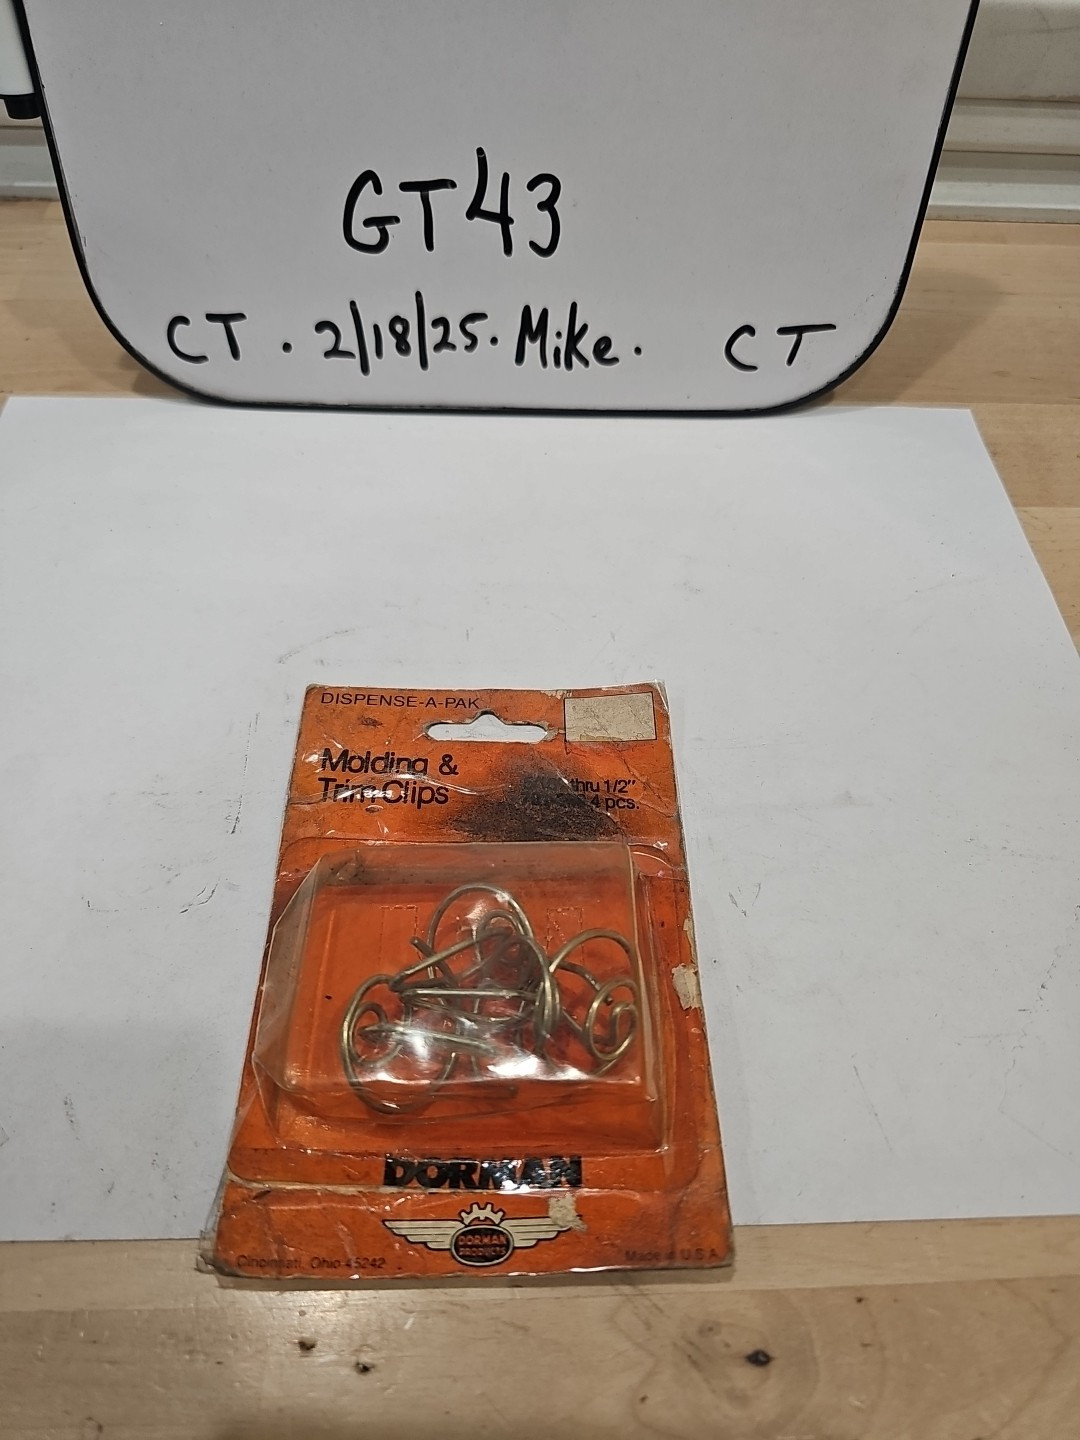 GT43
CT . 2/18/25. Mike. CT
DISPENSE-A-PAK
Molding &
Trim Clips
thru 1/2"
4 pcs.
DORMAN
DORMAN
PRODUCTS
Cincinnati, Ohio 45242
Made in U.S.A.